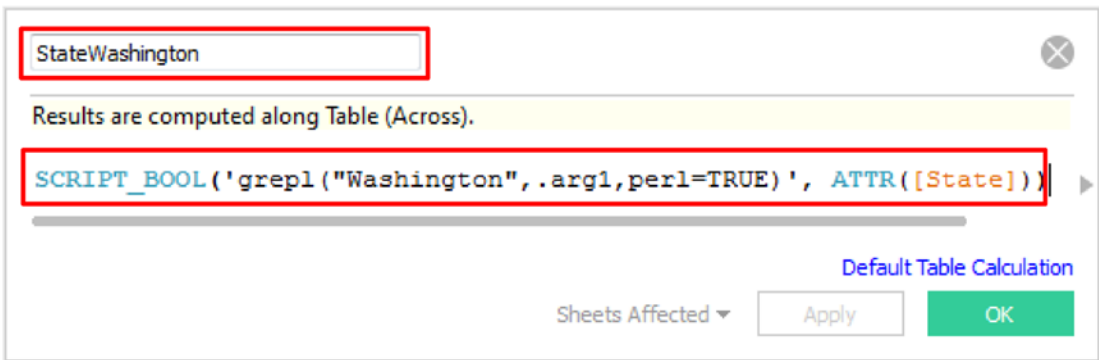 StateWashington
Results are computed along Table (Across).
SCRIPT_BOOL('grepl("Washington",.arg1,perl=TRUE)', ATTR([State]))
Default Table Calculation
Sheets Affected
Apply
OK